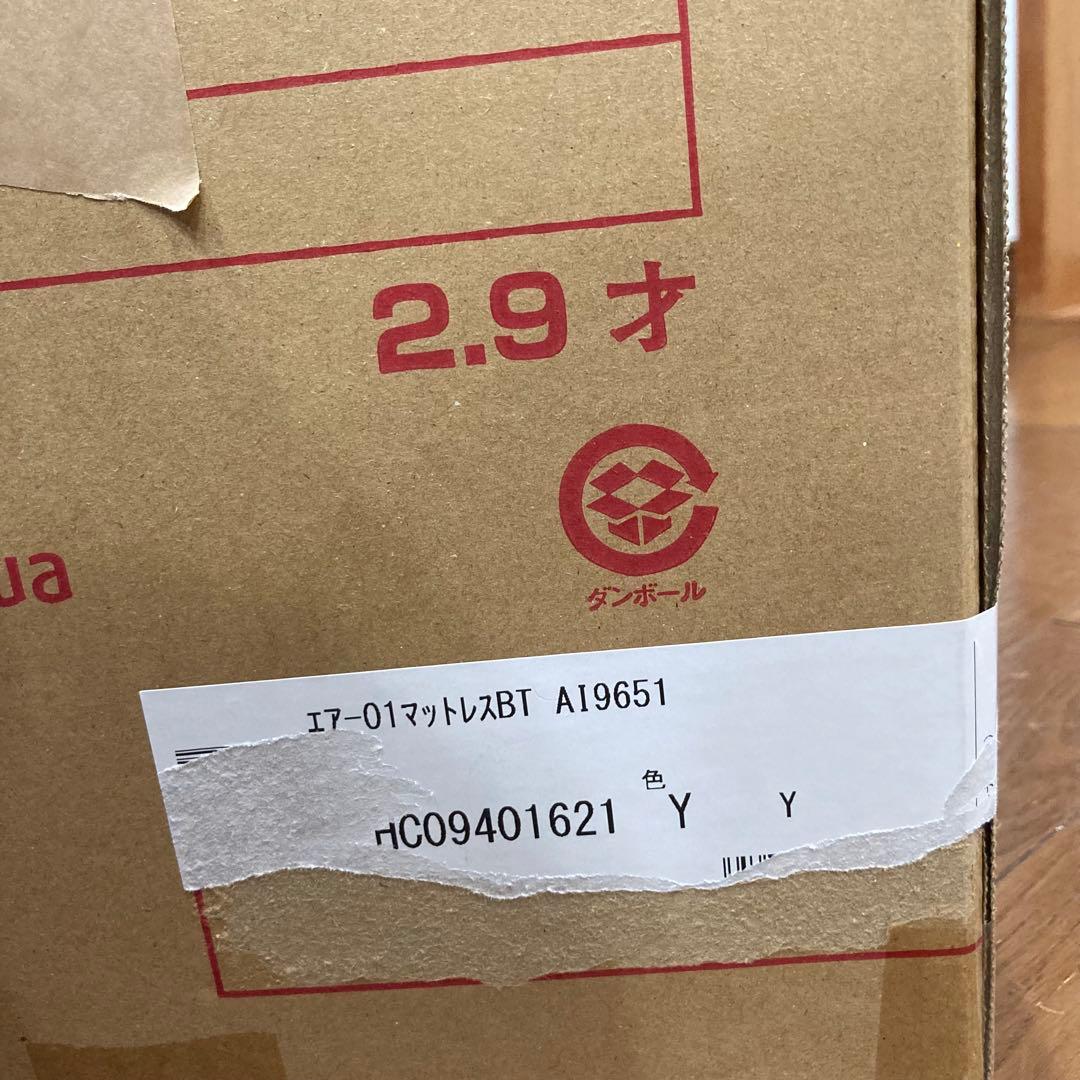 2.9 才
ua
ダンボール
エアー01マットレスBT AI9651
色
HC09401621 Y Y